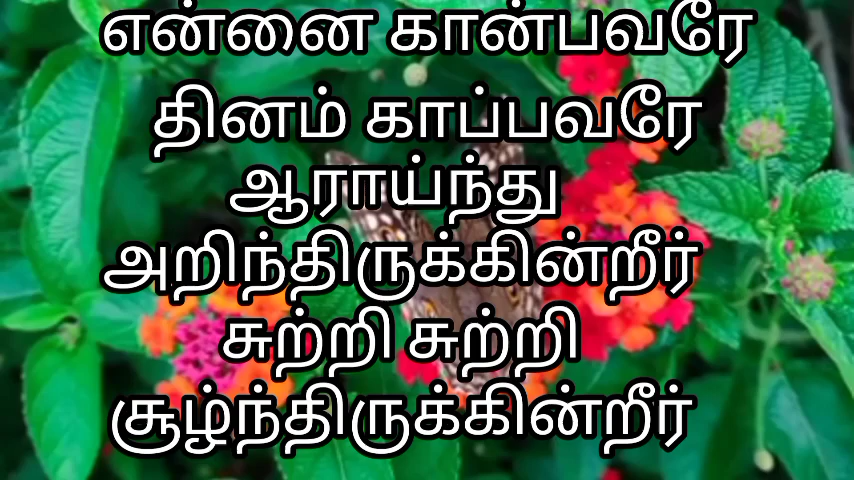 என்னை கான்பவரே
தினம் காப்பவரே
ஆராய்ந்து
அறிந்திருக்கின்றீர்
சுற்றி சுற்றி
சூழ்ந்திருக்கின்றீர்